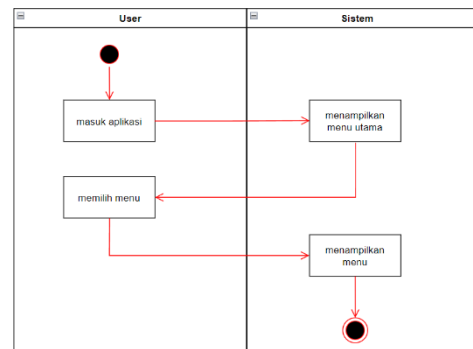 User
Sistem
masuk aplikasi
menampilkan
menu utama
memilih menu
menampilkan
menu